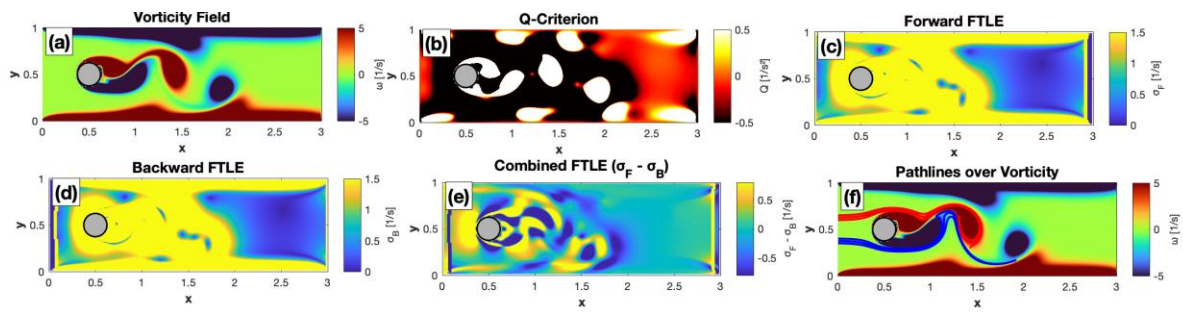 Vorticity Field
(a)
1
0.5
0
y
0
0.5
1
1.5
2
2.5
3
x
5
0
-5
ω [1/s]
Q-Criterion
(b)
1
0.5
0
y
0
0.5
1
1.5
2
2.5
3
x
0.5
0
-0.5
Q [1/s²]
Forward FTLE
(c)
1
0.5
0
y
0
0.5
1
1.5
2
2.5
3
x
1.5
1
0.5
0
σF [1/s]
Backward FTLE
(d)
1
0.5
0
y
0
0.5
1
1.5
2
2.5
3
x
1.5
1
0.5
0
σB [1/s]
Combined FTLE (σF - σB)
(e)
1
0.5
0
y
0
0.5
1
1.5
2
2.5
3
x
0.5
0
-0.5
σF - σB [1/s]
Pathlines over Vorticity
(f)
1
0.5
0
y
0
0.5
1
1.5
2
2.5
3
x
5
0
-5
ω [1/s]